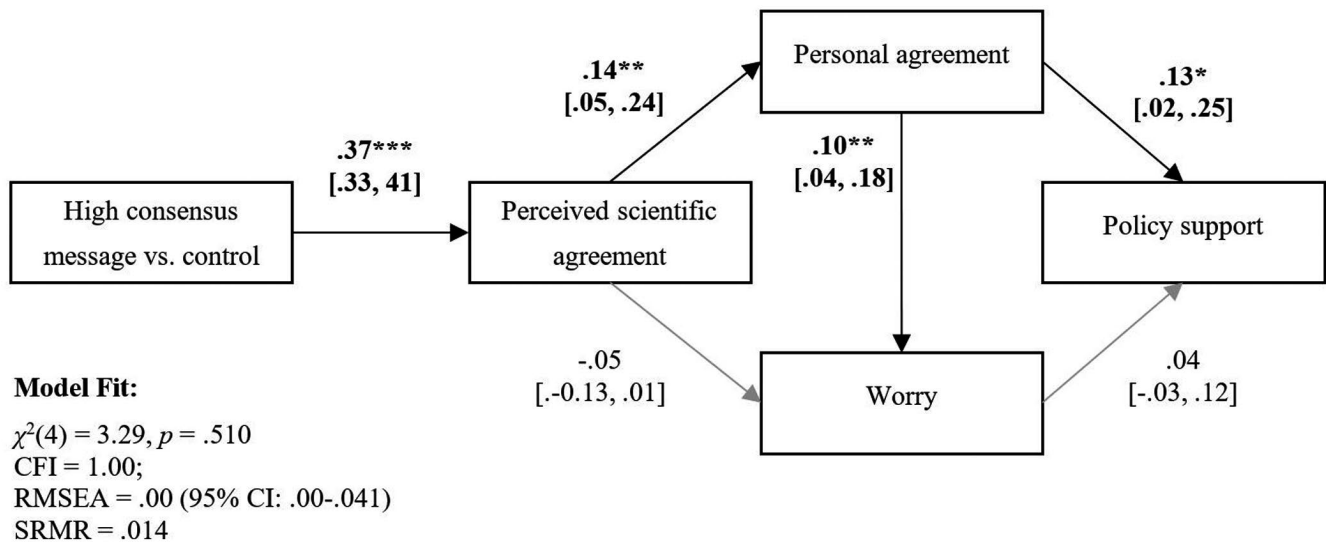 Personal agreement
.14**
[.05, .24]
.13*
[.02, .25]
.37***
[.33, 41]
.10**
[.04, .18]
High consensus
message vs. control
Perceived scientific
agreement
Policy support
-.05
[.-0.13, .01]
Worry
.04
[-.03, .12]
Model Fit:
χ²(4) = 3.29, p = .510
CFI = 1.00;
RMSEA = .00 (95% CI: .00-.041)
SRMR = .014